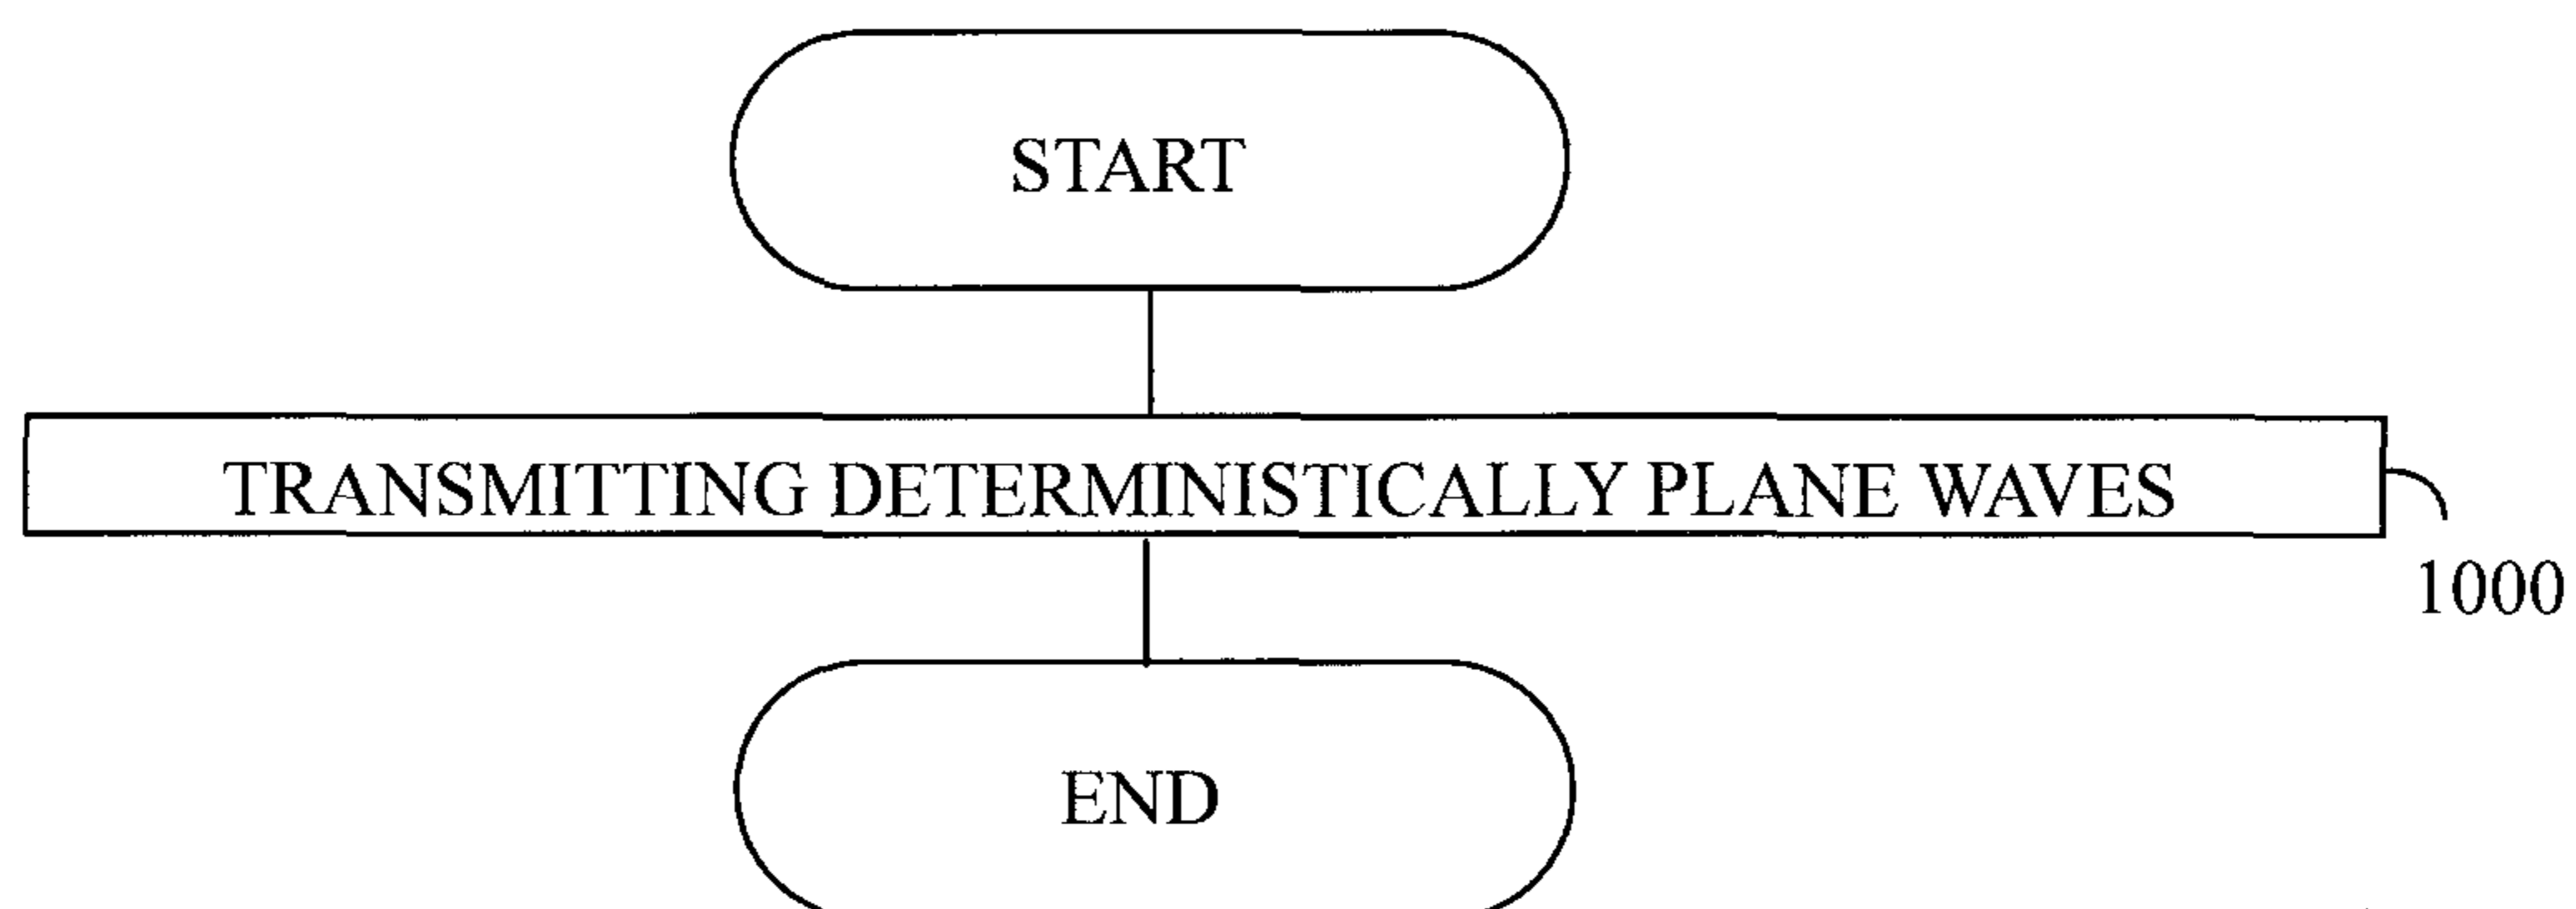 START
TRANSMITTING DETERMINISTICALLY PLANE WAVES
1000
END